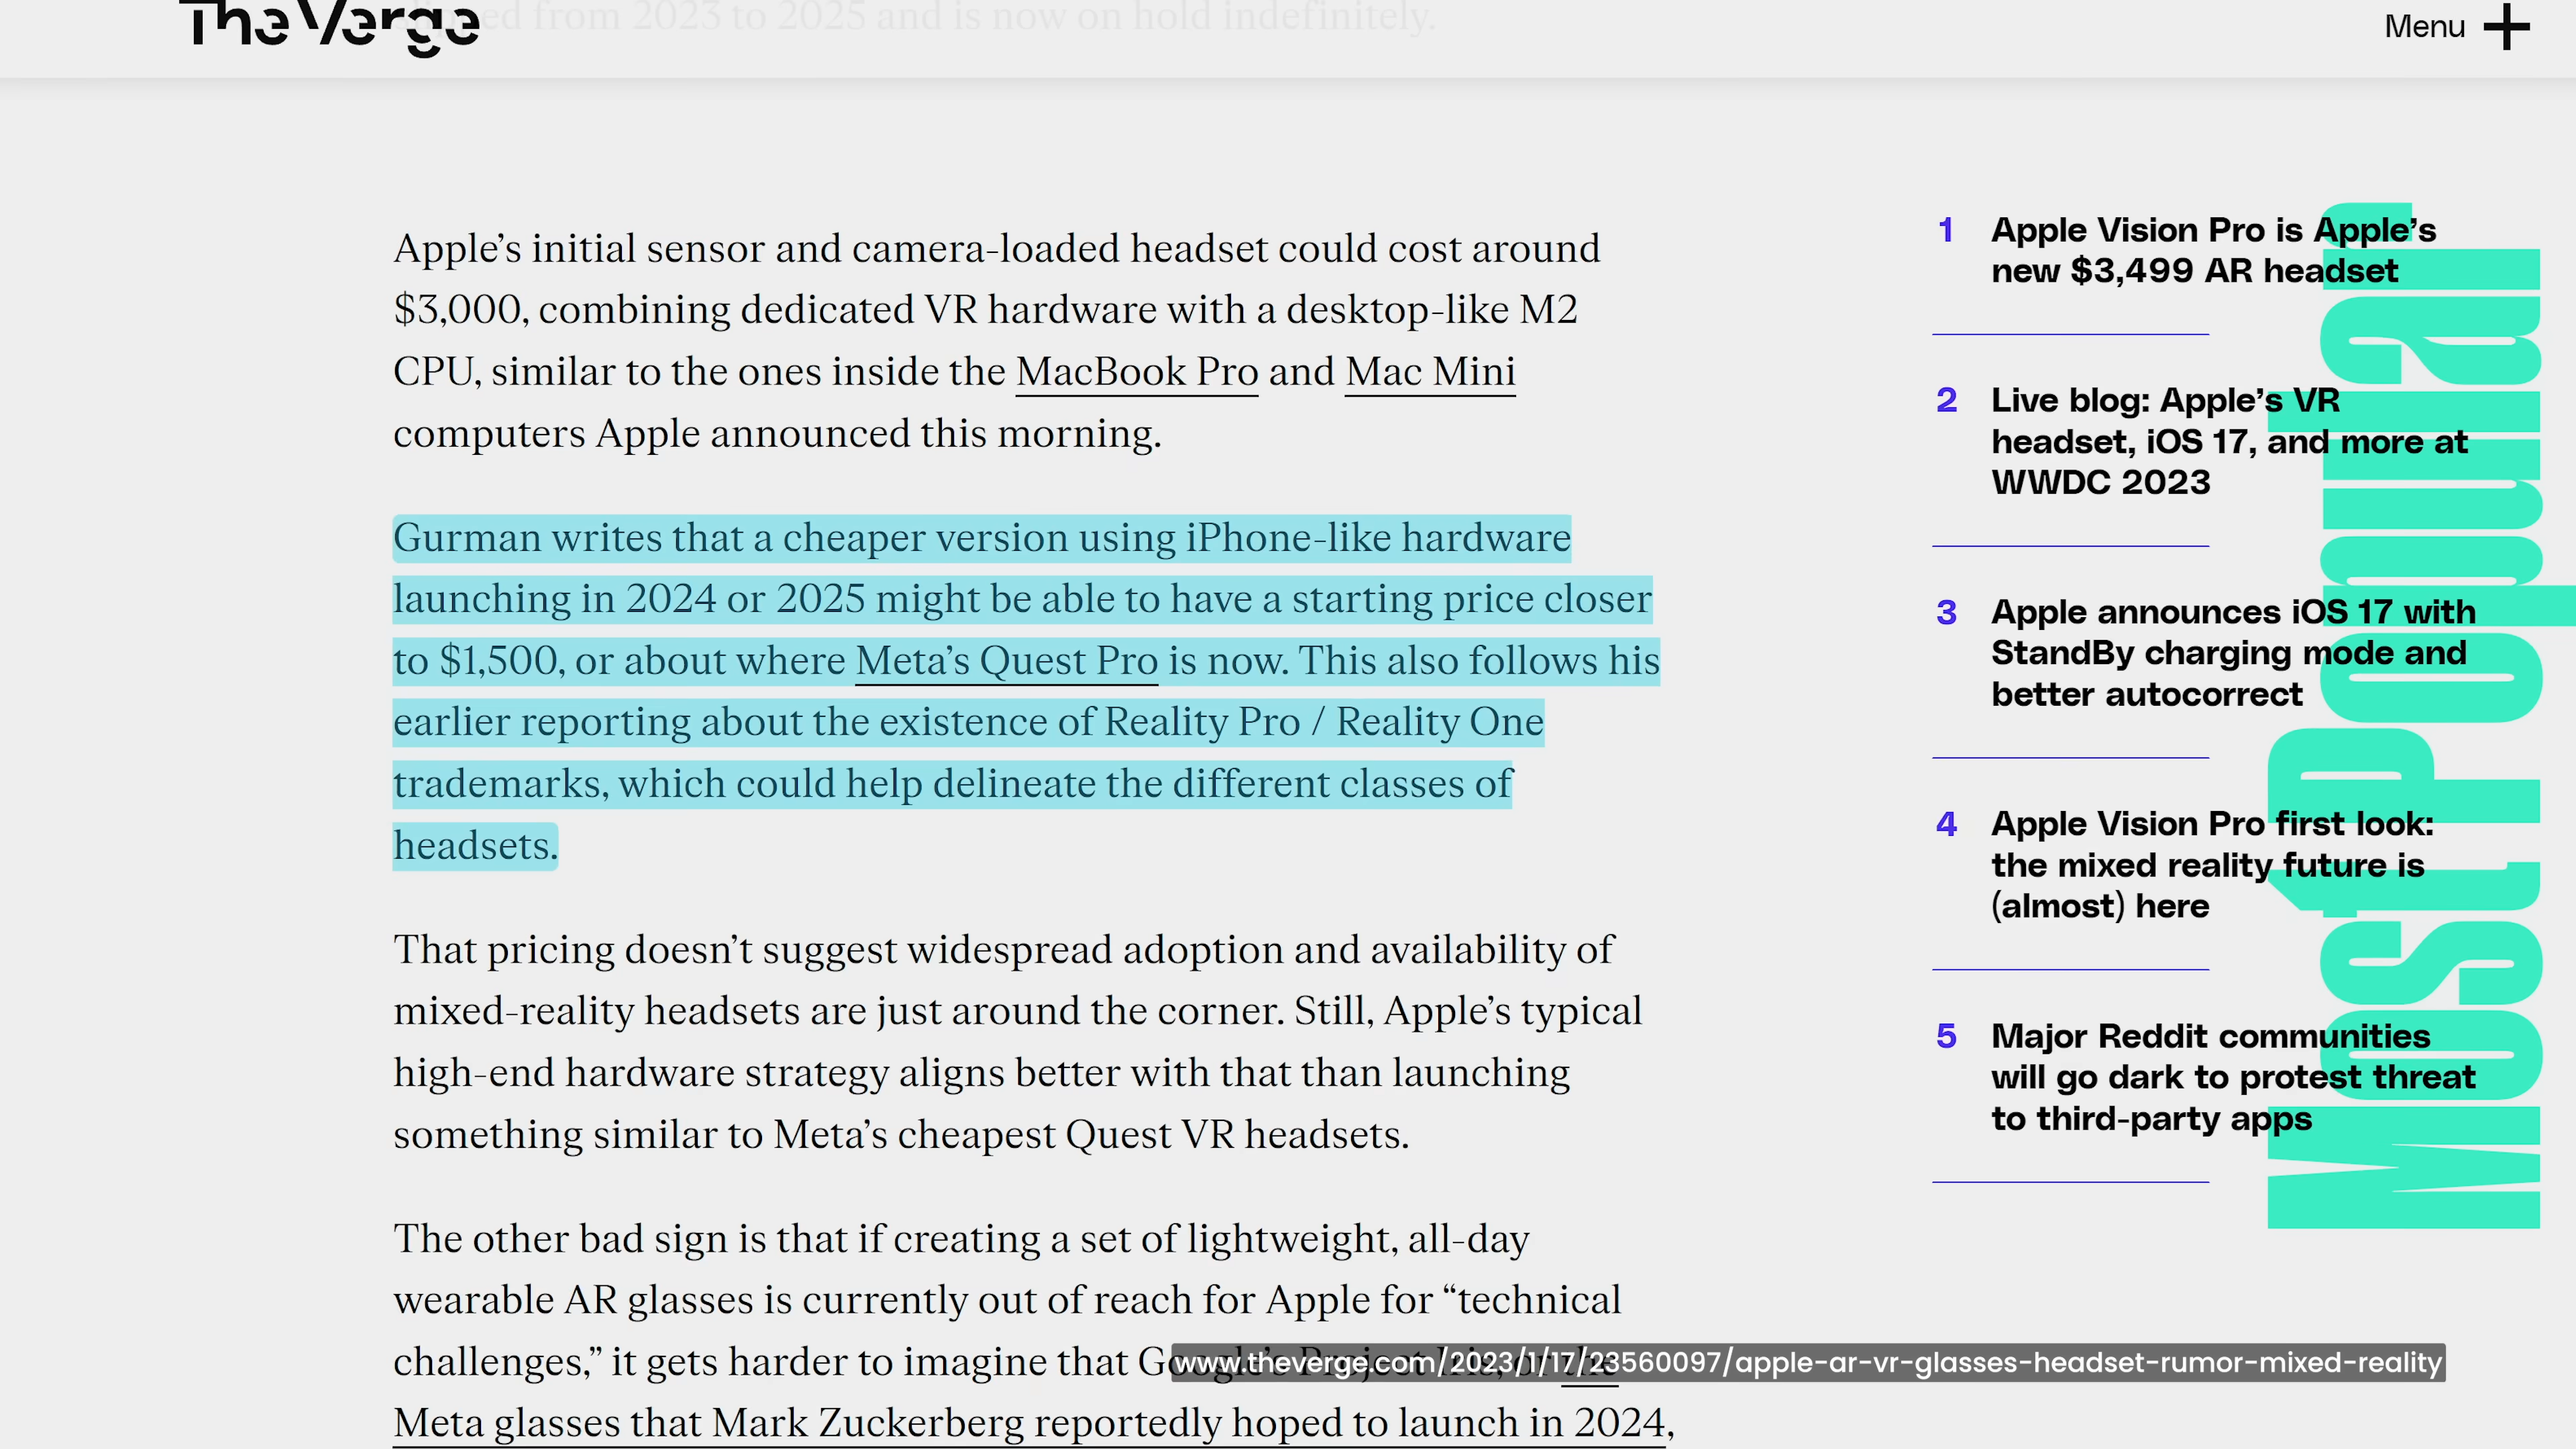 TheVerge
from 2023 to 2025 and is now on hold indefinitely.
Menu
Apple’s initial sensor and camera-loaded headset could cost around
$3,000, combining dedicated VR hardware with a desktop-like M2
CPU, similar to the ones inside the MacBook Pro and Mac Mini
computers Apple announced this morning.
Gurman writes that a cheaper version using iPhone-like hardware
launching in 2024 or 2025 might be able to have a starting price closer
to $1,500, or about where Meta’s Quest Pro is now. This also follows his
earlier reporting about the existence of Reality Pro / Reality One
trademarks, which could help delineate the different classes of
headsets.
That pricing doesn’t suggest widespread adoption and availability of
mixed-reality headsets are just around the corner. Still, Apple’s typical
high-end hardware strategy aligns better with that than launching
something similar to Meta’s cheapest Quest VR headsets.
The other bad sign is that if creating a set of lightweight, all-day
wearable AR glasses is currently out of reach for Apple for “technical
challenges,” it gets harder to imagine that Google’s Project Iris, or the
Meta glasses that Mark Zuckerberg reportedly hoped to launch in 2024,
www.theverge.com/2023/1/17/23560097/apple-ar-vr-glasses-headset-rumor-mixed-reality
Most Popular
1 Apple Vision Pro is Apple’s
new $3,499 AR headset
2 Live blog: Apple’s VR
headset, iOS 17, and more at
WWDC 2023
3 Apple announces iOS 17 with
StandBy charging mode and
better autocorrect
4 Apple Vision Pro first look:
the mixed reality future is
(almost) here
5 Major Reddit communities
will go dark to protest threat
to third-party apps